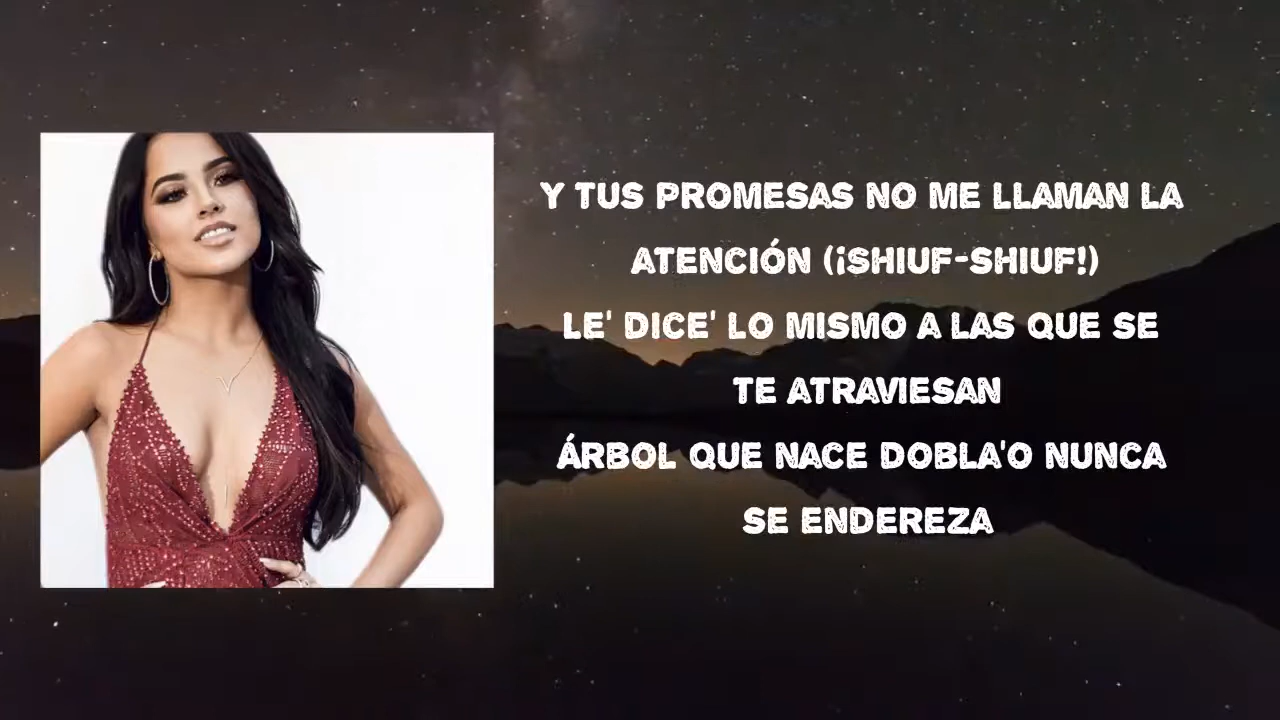 Y TUS PROMESAS NO ME LLAMAN LA
ATENCIÓN (¡SHIUF-SHIUF!)
LE' DICE' LO MISMO A LAS QUE SE
TE ATRAVIESAN
ÁRBOL QUE NACE DOBLA'O NUNCA
SE ENDEREZA